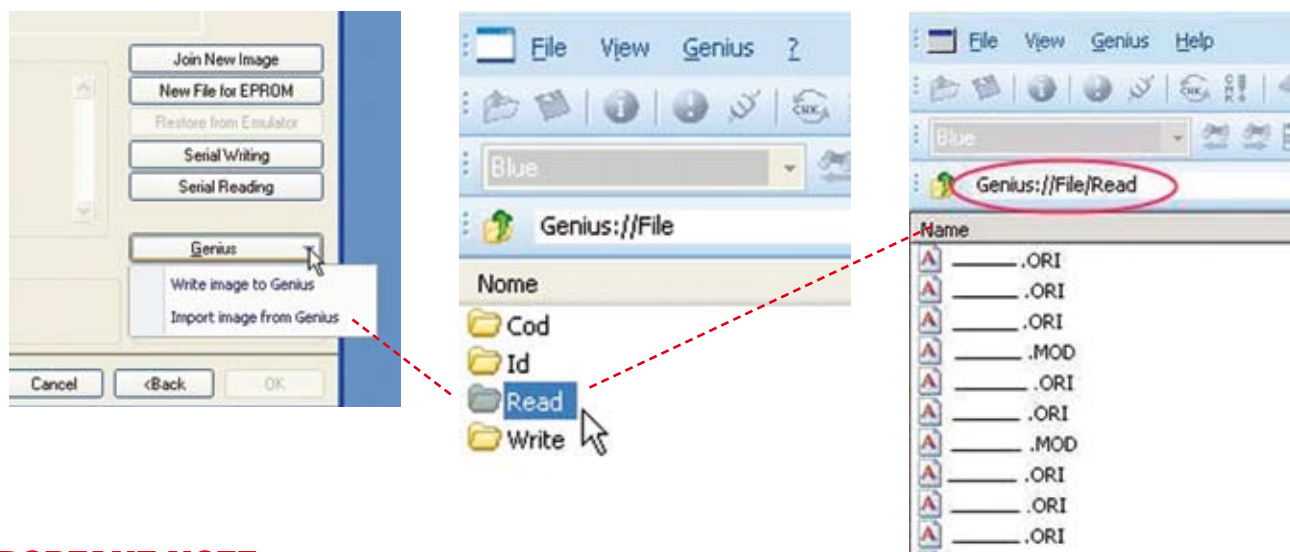 Join New Image
New File for EPROM
Restore from Emulator
Serial Writing
Serial Reading
Genius
Write image to Genius
Import image from Genius
Cancel
<Back
OK
File View Genius ?
Blue
Genius://File
Nome
Cod
Id
Read
Write
File View Genius Help
Blue
Genius://File/Read
Name
.ORI
.ORI
.ORI
.MOD
.ORI
.ORI
.MOD
.ORI
.ORI
.ORI